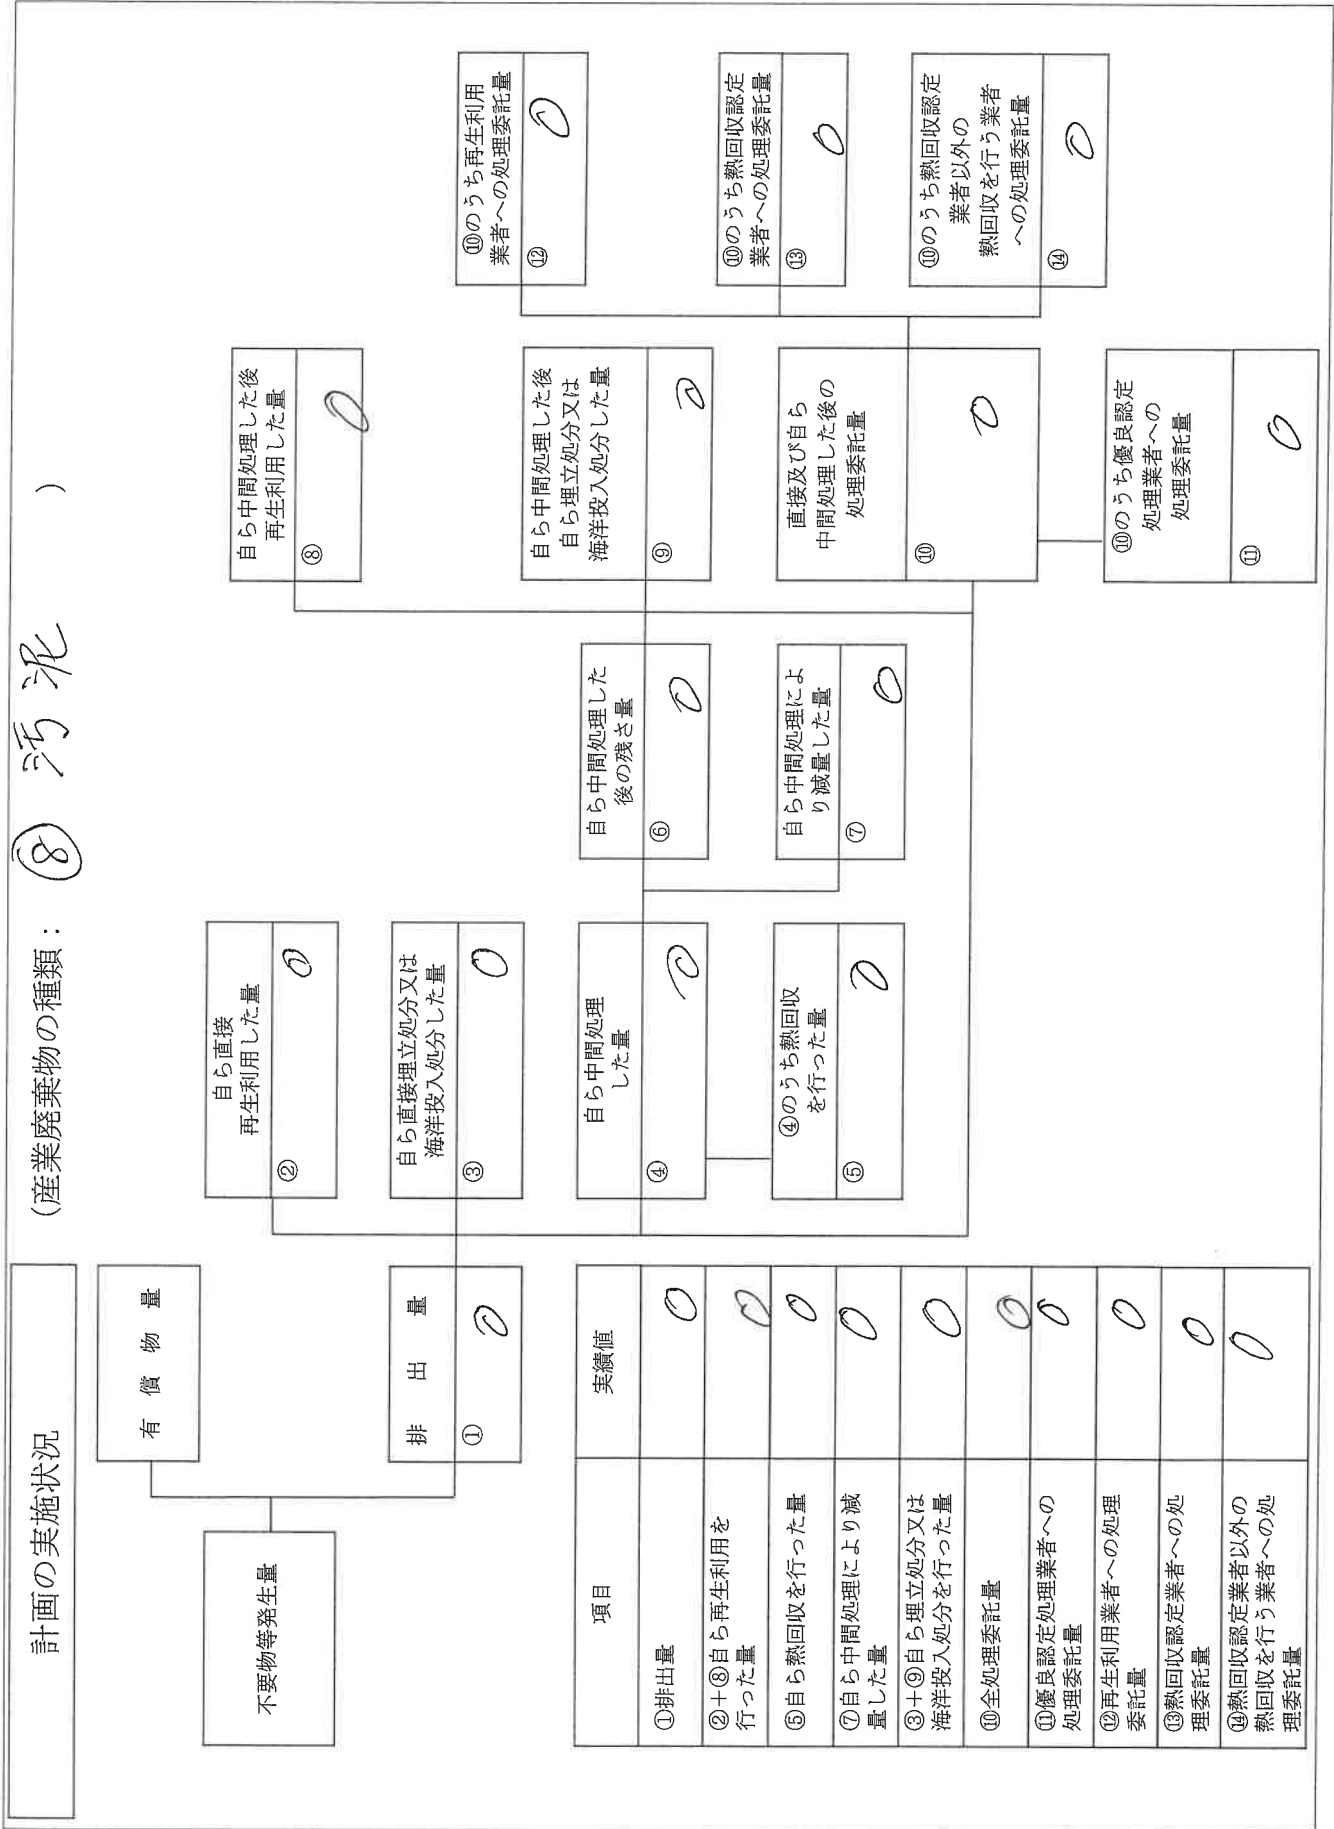 計画の実施状況
(産業廃棄物の種類: ⑧ 汚泥 )
不要物等発生量
有償物量
排出量
① 0
自ら直接
再生利用した量
② 0
自ら直接埋立処分又は
海洋投入処分した量
③ 0
自ら中間処理
した量
④ 0
④のうち熱回収
を行った量
⑤ 0
自ら中間処理した
後の残さ量
⑥ 0
自ら中間処理によ
り減量した量
⑦ 0
自ら中間処理した後
再生利用した量
⑧ 0
自ら中間処理した後
自ら埋立処分又は
海洋投入処分した量
⑨ 0
直接及び自ら
中間処理した後の
処理委託量
⑩ 0
⑩のうち優良認定
処理業者への
処理委託量
⑪ 0
⑩のうち再生利用
業者への処理委託量
⑫ 0
⑩のうち熱回収認定
業者への処理委託量
⑬ 0
⑩のうち熱回収認定
業者以外の
熱回収を行う業者
への処理委託量
⑭ 0
項目 実績値
①排出量 0
②+⑧自ら再生利用を
行った量 0
⑤自ら熱回収を行った量 0
⑦自ら中間処理により減
量した量 0
③+⑨自ら埋立処分又は
海洋投入処分を行った量 0
⑩全処理委託量 0
⑪優良認定処理業者への
処理委託量 0
⑫再生利用業者への処理
委託量 0
⑬熱回収認定業者への処
理委託量 0
⑭熱回収認定業者以外の
熱回収を行う業者への処
理委託量 0